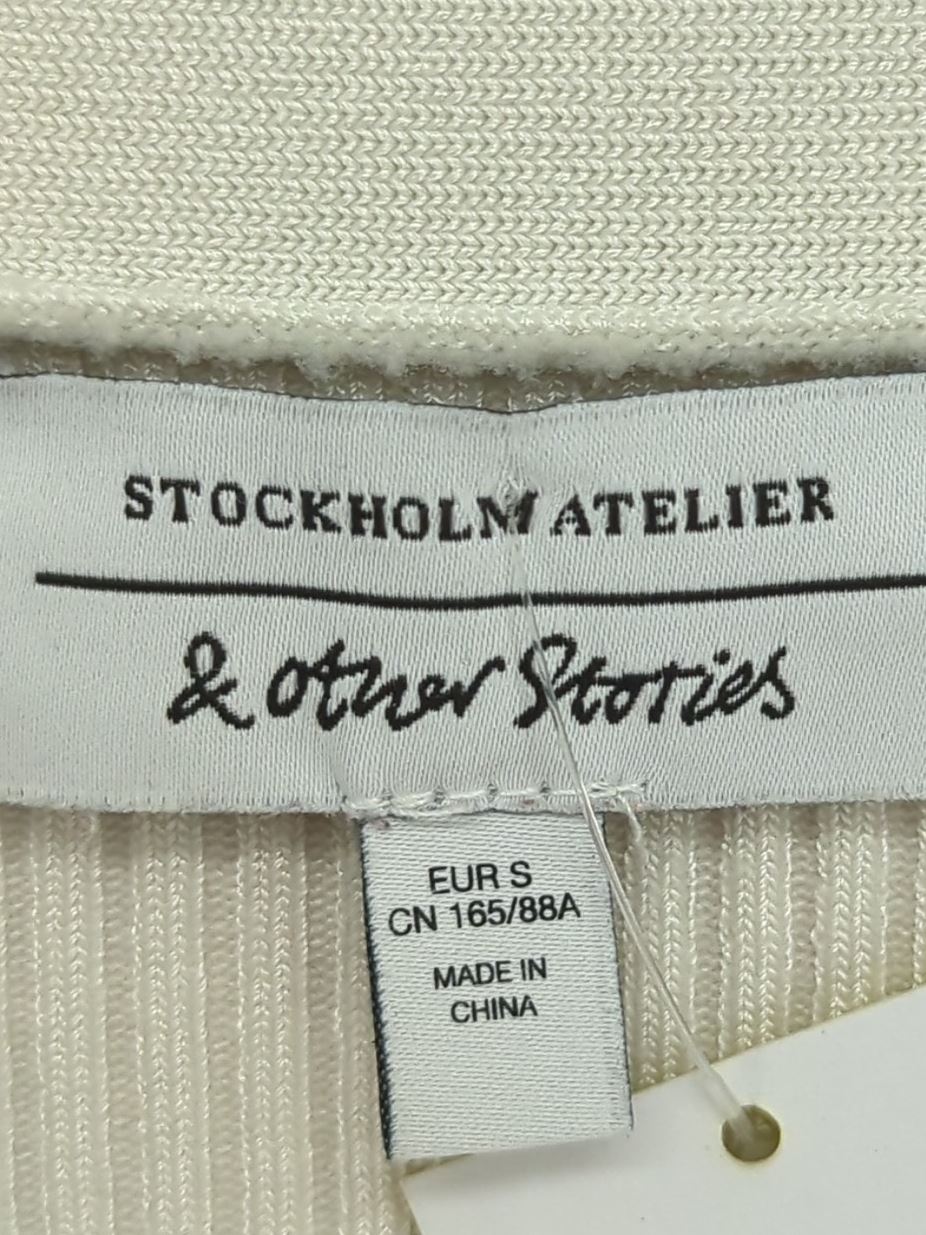 STOCKHOLM ATELIER
& other Stories
EUR S
CN 165/88A
MADE IN
CHINA